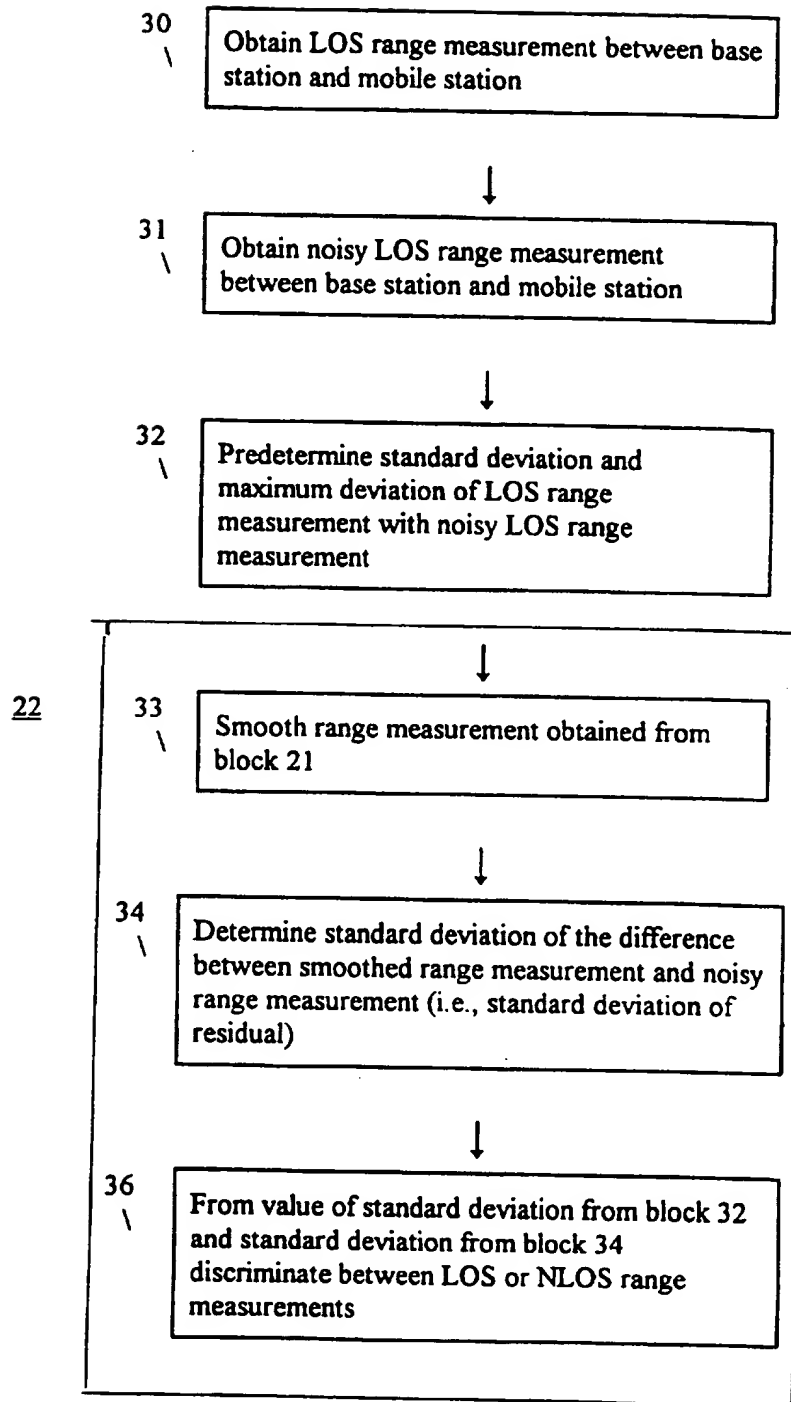 30
Obtain LOS range measurement between base
station and mobile station
31
Obtain noisy LOS range measurement
between base station and mobile station
32
Predetermine standard deviation and
maximum deviation of LOS range
measurement with noisy LOS range
measurement
22
33
Smooth range measurement obtained from
block 21
34
Determine standard deviation of the difference
between smoothed range measurement and noisy
range measurement (i.e., standard deviation of
residual)
36
From value of standard deviation from block 32
and standard deviation from block 34
discriminate between LOS or NLOS range
measurements